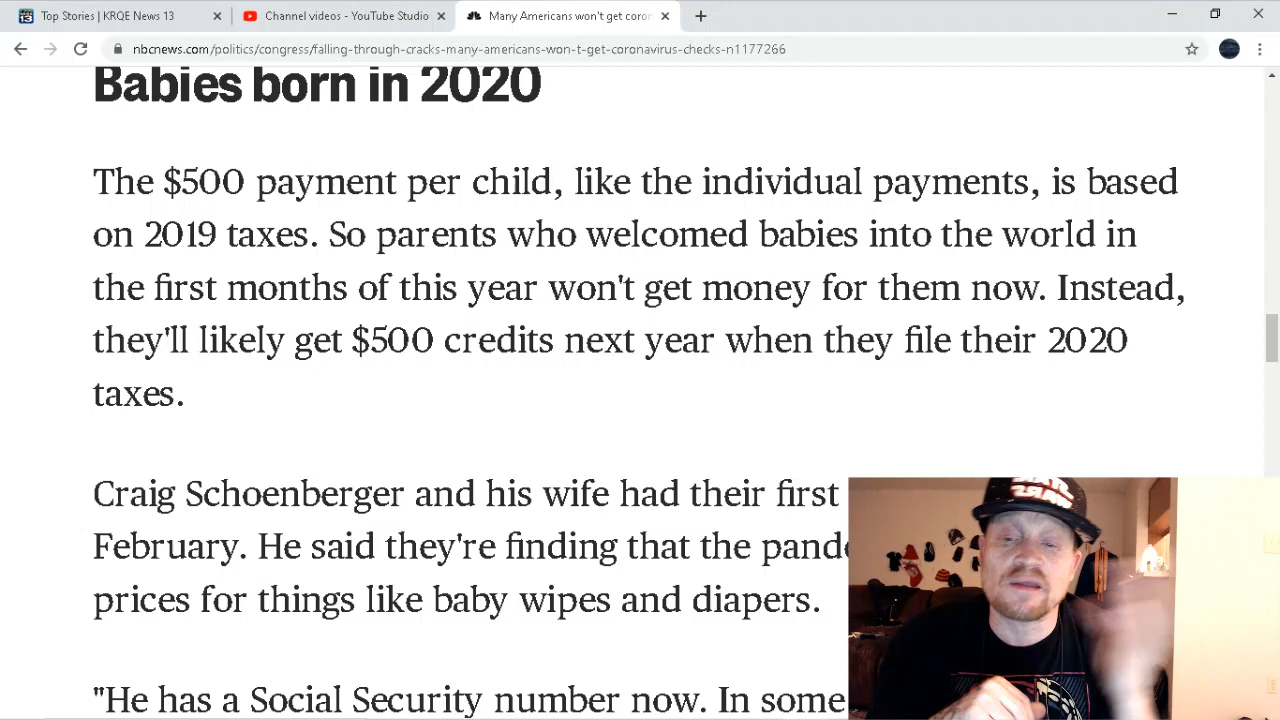 Top Stories | KRQE News 13
Channel videos - YouTube Studio
Many Americans won't get coron
nbcnews.com/politics/congress/falling-through-cracks-many-americans-won-t-get-coronavirus-checks-n1177266
Babies born in 2020
The $500 payment per child, like the individual payments, is based
on 2019 taxes. So parents who welcomed babies into the world in
the first months of this year won't get money for them now. Instead,
they'll likely get $500 credits next year when they file their 2020
taxes.
Craig Schoenberger and his wife had their first
February. He said they're finding that the pande
prices for things like baby wipes and diapers.
"He has a Social Security number now. In some